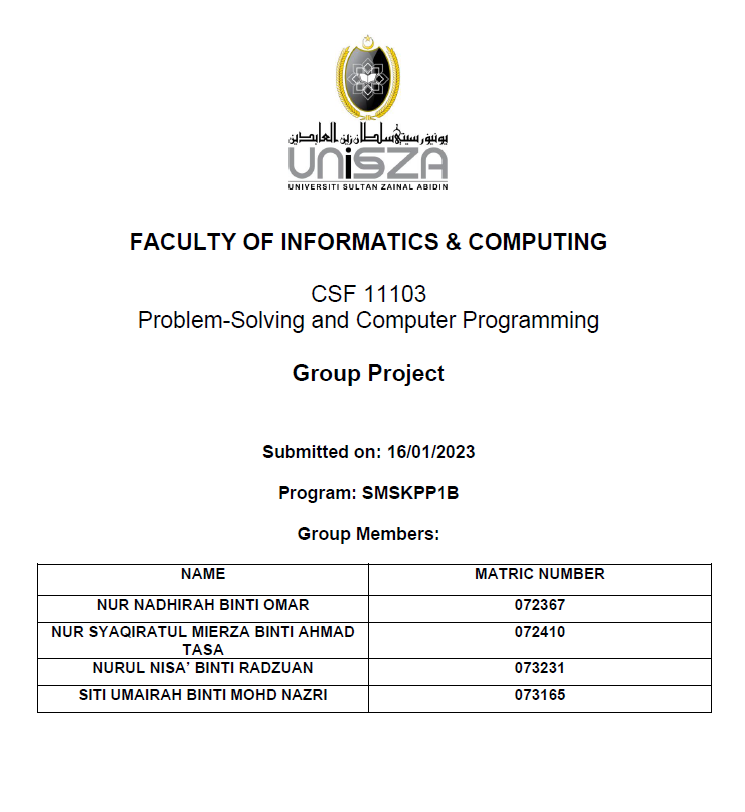 يونيورسيتي سلطان زين العابدين
UNiSZA
UNIVERSITI SULTAN ZAINAL ABIDIN
FACULTY OF INFORMATICS & COMPUTING
CSF 11103
Problem-Solving and Computer Programming
Group Project
Submitted on: 16/01/2023
Program: SMSKPP1B
Group Members:
NAME MATRIC NUMBER
NUR NADHIRAH BINTI OMAR 072367
NUR SYAQIRATUL MIERZA BINTI AHMAD 072410
TASA
NURUL NISA’ BINTI RADZUAN 073231
SITI UMAIRAH BINTI MOHD NAZRI 073165